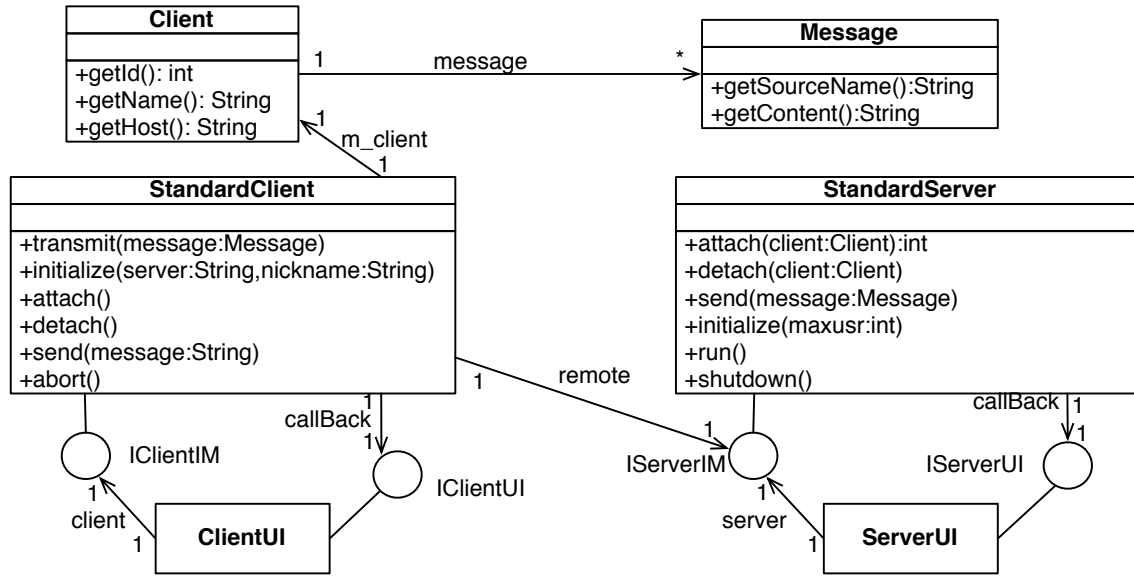 Client
+getId(): int
+getName(): String
+getHost(): String
1
message
*
Message
+getSourceName():String
+getContent():String
1
m_client
1
StandardClient
+transmit(message:Message)
+initialize(server:String,nickname:String)
+attach()
+detach()
+send(message:String)
+abort()
StandardServer
+attach(client:Client):int
+detach(client:Client)
+send(message:Message)
+initialize(maxusr:int)
+run()
+shutdown()
1
remote
1
1
callBack
1
IClientIM
IClientUI
1
client
1
ClientUI
callBack
1
1
IServerIM
IServerUI
1
server
1
ServerUI